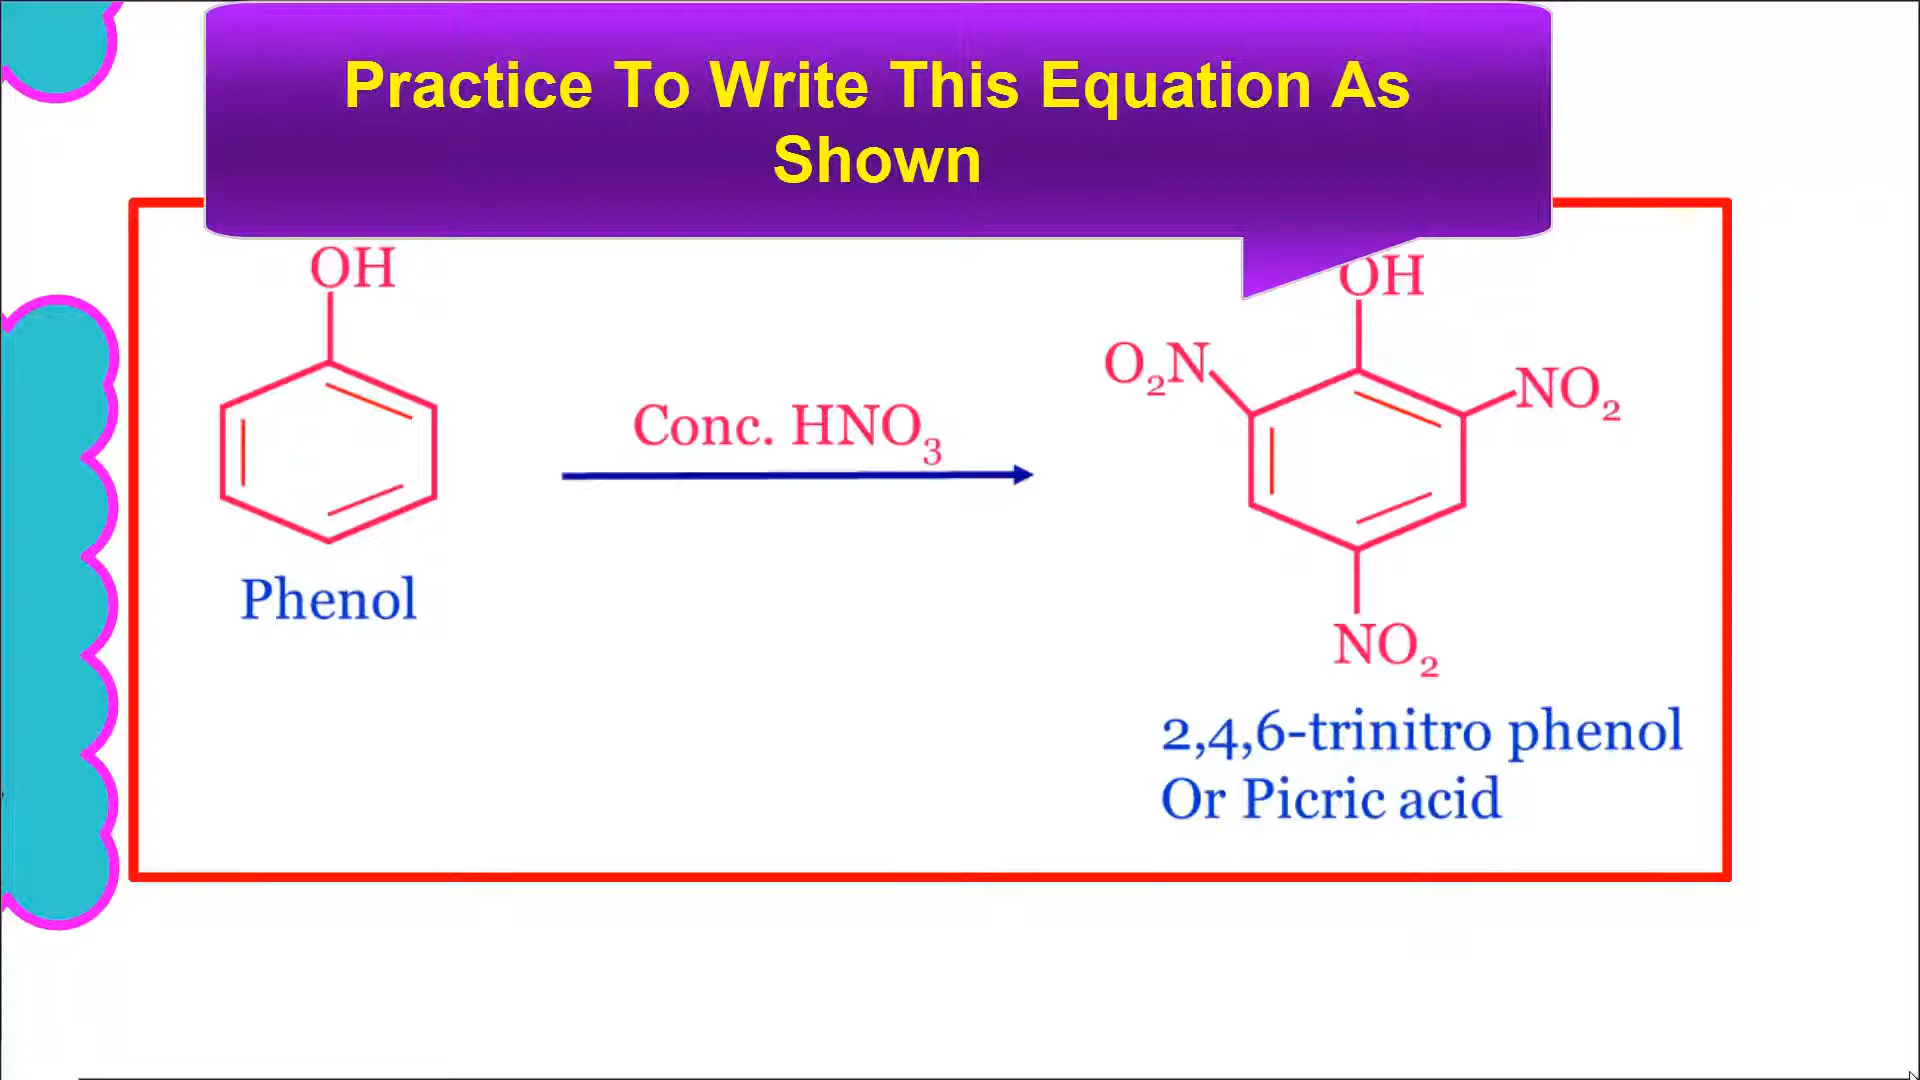 Practice To Write This Equation As
Shown
OH
OH
O₂N
NO₂
Conc. HNO₃
Phenol
NO₂
2,4,6-trinitro phenol
Or Picric acid